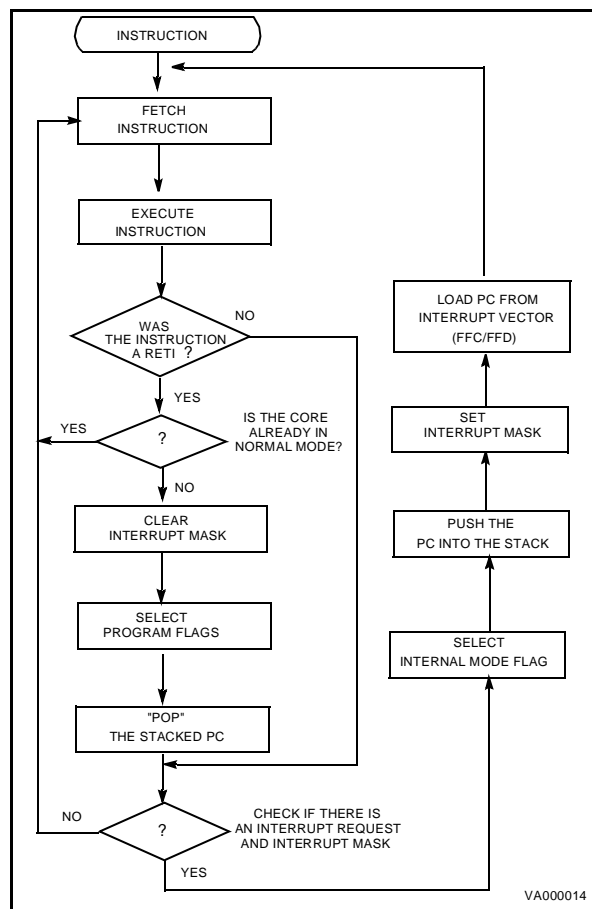 INSTRUCTION
FETCH
INSTRUCTION
EXECUTE
INSTRUCTION
WAS
THE INSTRUCTION
A RETI ?
NO
YES
?
IS THE CORE
ALREADY IN
NORMAL MODE?
YES
NO
CLEAR
INTERRUPT MASK
SELECT
PROGRAM FLAGS
"POP"
THE STACKED PC
?
CHECK IF THERE IS
AN INTERRUPT REQUEST
AND INTERRUPT MASK
NO
YES
SELECT
INTERNAL MODE FLAG
PUSH THE
PC INTO THE STACK
SET
INTERRUPT MASK
LOAD PC FROM
INTERRUPT VECTOR
(FFC/FFD)
VA000014